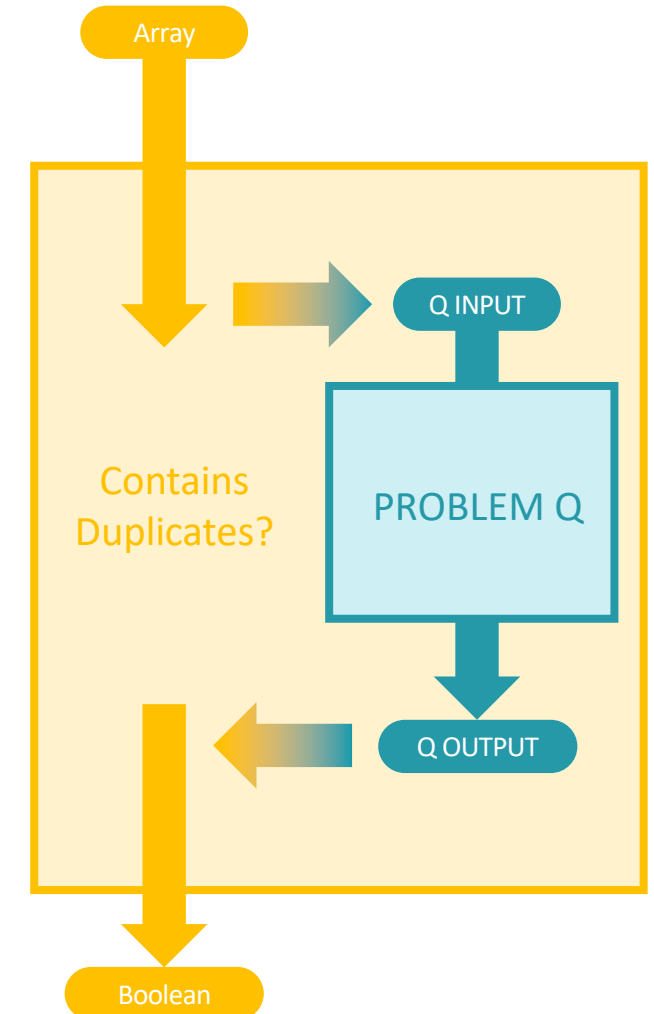 Array
Q INPUT
Contains
Duplicates?
PROBLEM Q
Q OUTPUT
Boolean